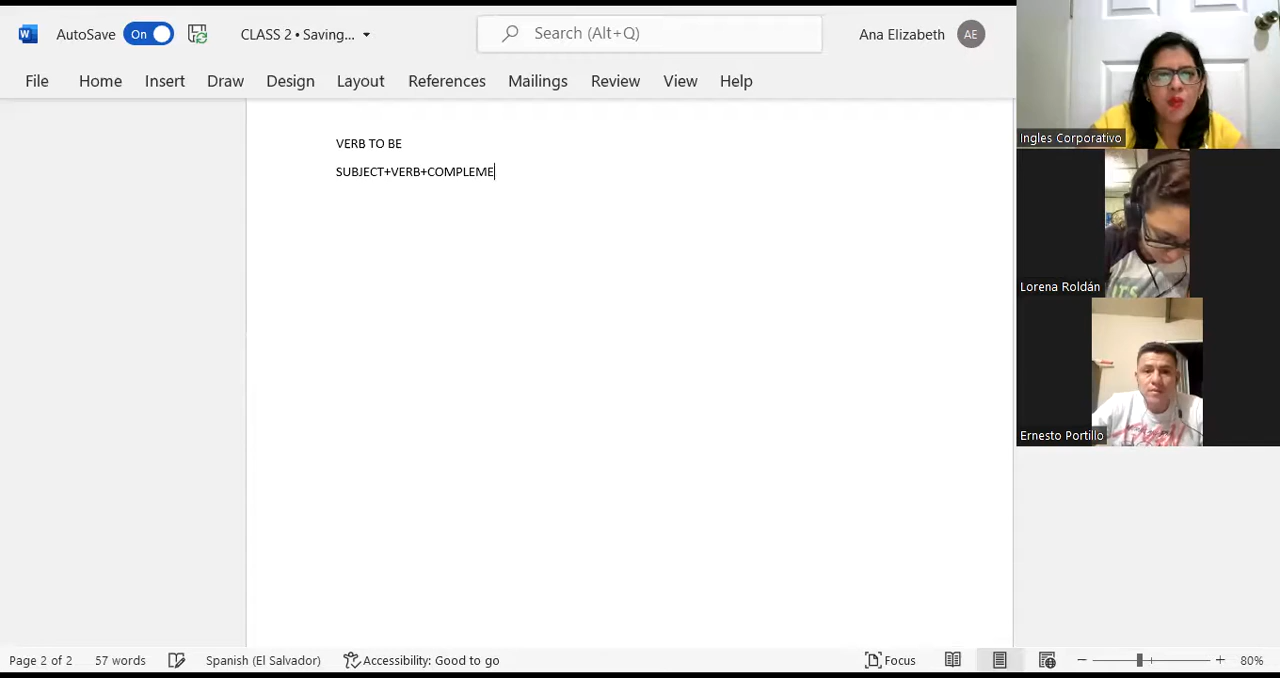 AutoSave On CLASS 2 • Saving... Search (Alt+Q) Ana Elizabeth AE
File Home Insert Draw Design Layout References Mailings Review View Help
VERB TO BE
SUBJECT+VERB+COMPLEME
Ingles Corporativo
Lorena Roldán
Ernesto Portillo
Page 2 of 2 57 words Spanish (El Salvador) Accessibility: Good to go Focus 80%